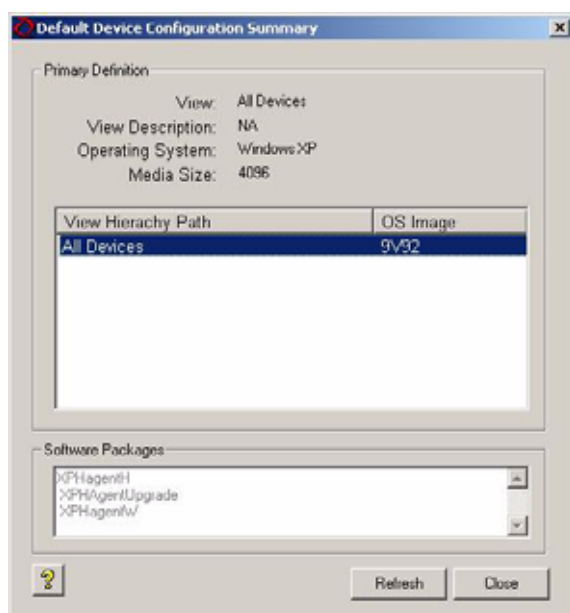 Default Device Configuration Summary
Primary Definition
View: All Devices
View Description: NA
Operating System: Windows XP
Media Size: 4096
View Hierachy Path OS Image
All Devices 9V92
Software Packages
XPHagentH
XPHAgentUpgrade
XPHagentW
Refresh Close